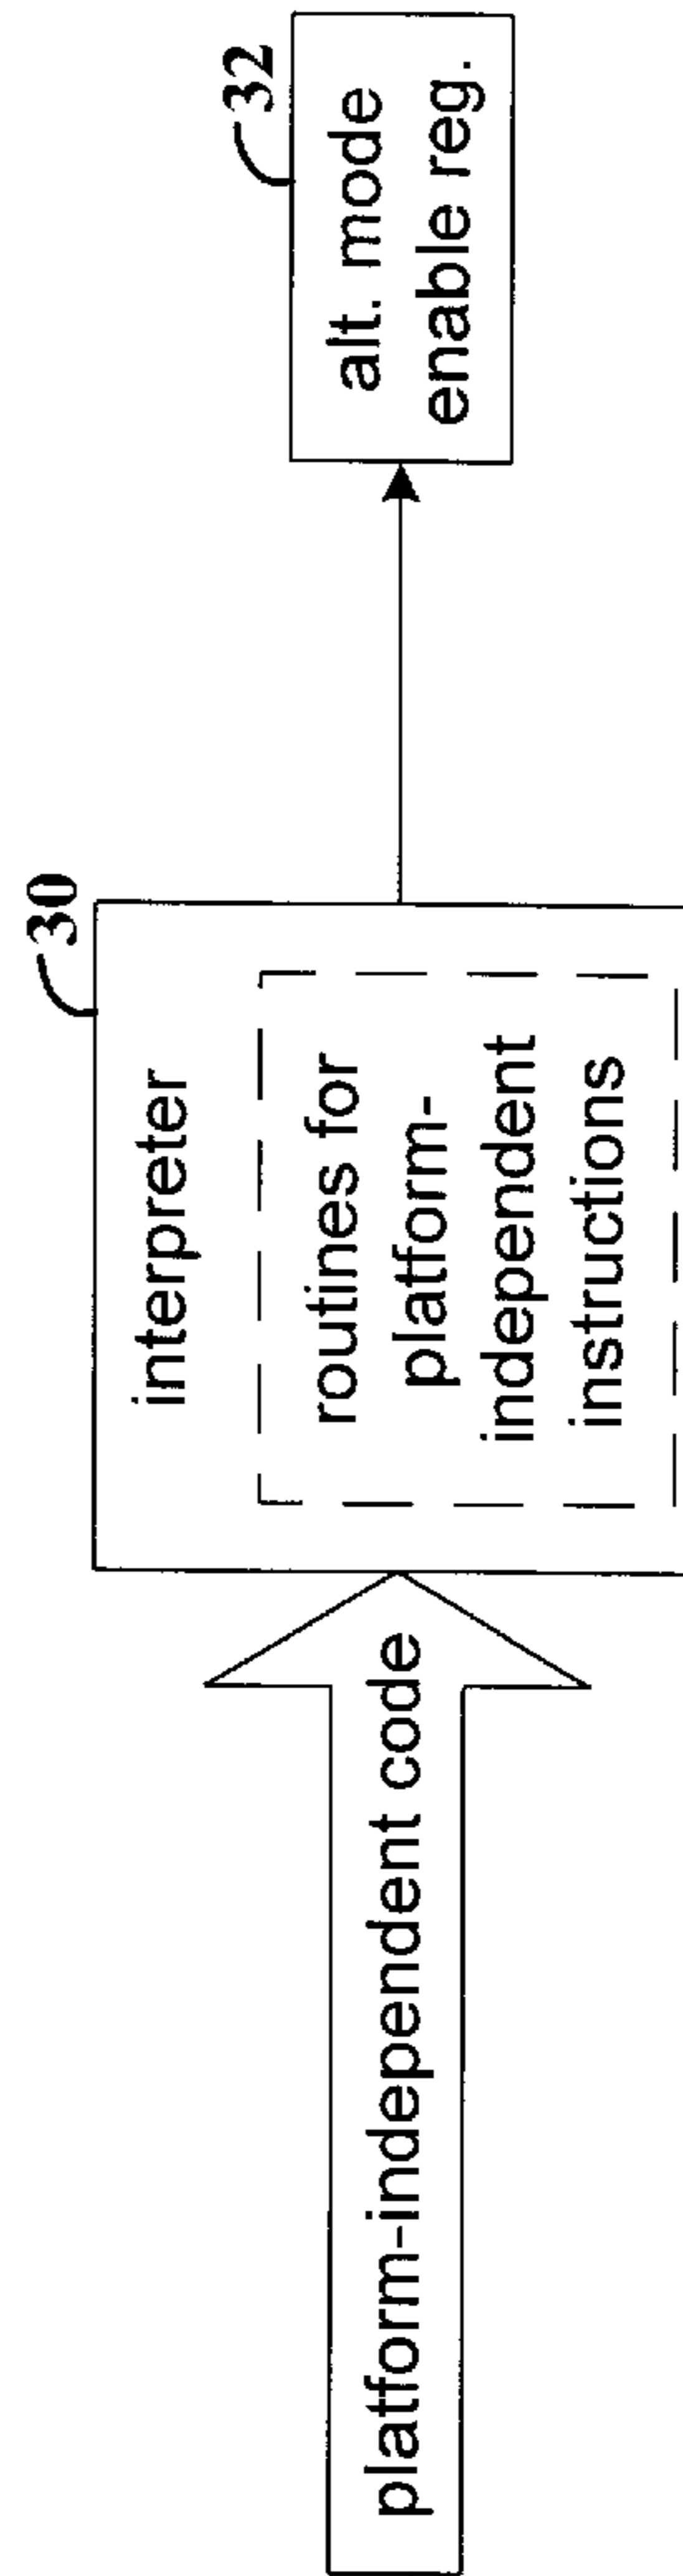 platform-independent code
30
interpreter
routines for
platform-
independent
instructions
32
alt. mode
enable reg.